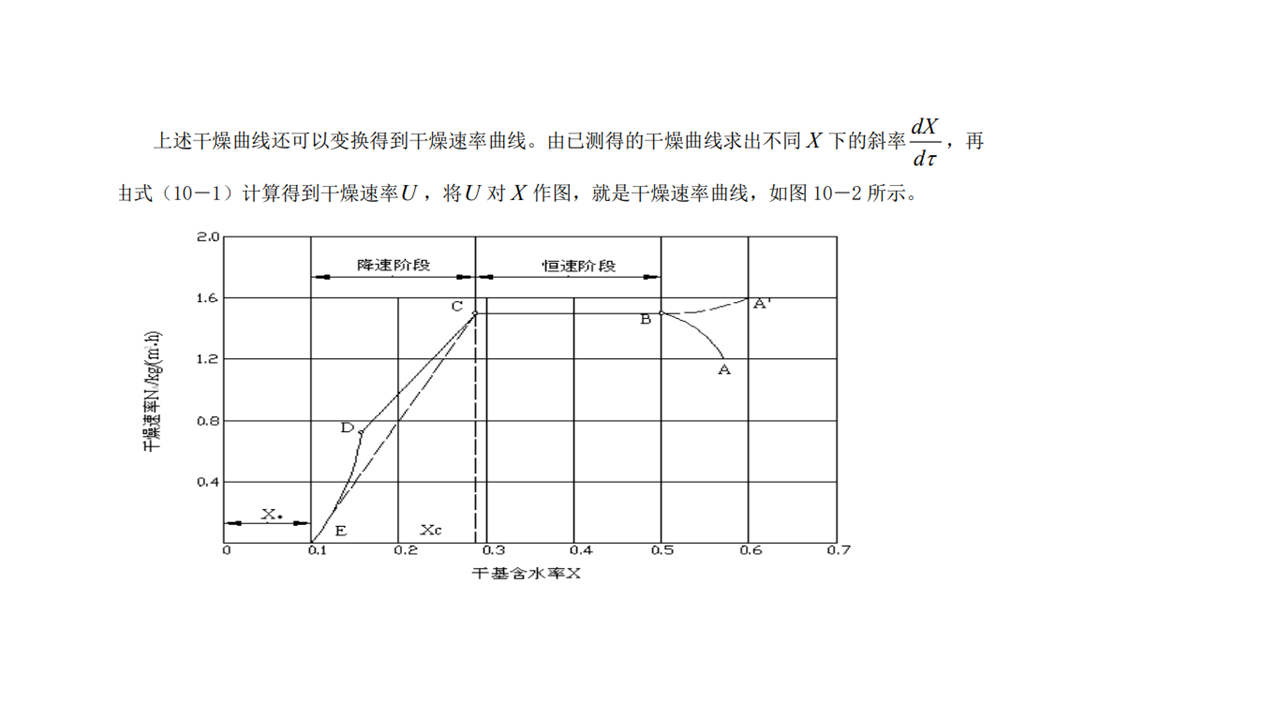 上述干燥曲线还可以变换得到干燥速率曲线。由已测得的干燥曲线求出不同 X 下的斜率 dX/dτ ，再
由式（10－1）计算得到干燥速率U ，将U 对 X 作图，就是干燥速率曲线，如图 10－2 所示。
2.0
降速阶段 恒速阶段
1.6
C
B
A'
1.2
A
0.8
D
0.4
X*
E
Xc
0 0.1 0.2 0.3 0.4 0.5 0.6 0.7
干基含水率X
干燥速率N./kg/(m²•h)